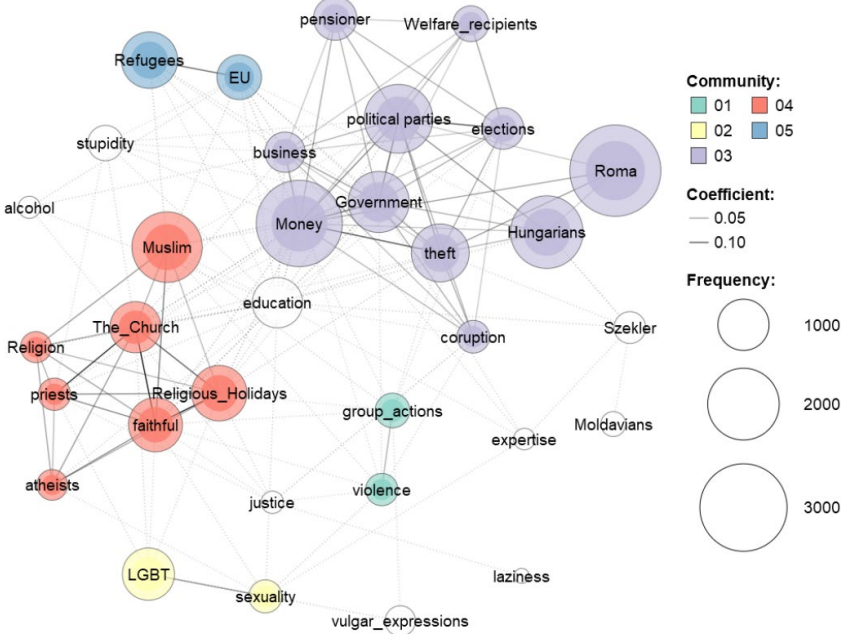 pensioner
Welfare_recipients
Refugees
EU
political parties
elections
stupidity
business
Roma
alcohol
Government
Money
Hungarians
Muslim
theft
education
The_Church
Szekler
coruption
Religion
priests
Religious_Holidays
group_actions
faithful
Moldavians
expertise
atheists
violence
justice
LGBT
laziness
sexuality
vulgar_expressions
Community:
01 04
02 05
03
Coefficient:
0.05
0.10
Frequency:
1000
2000
3000